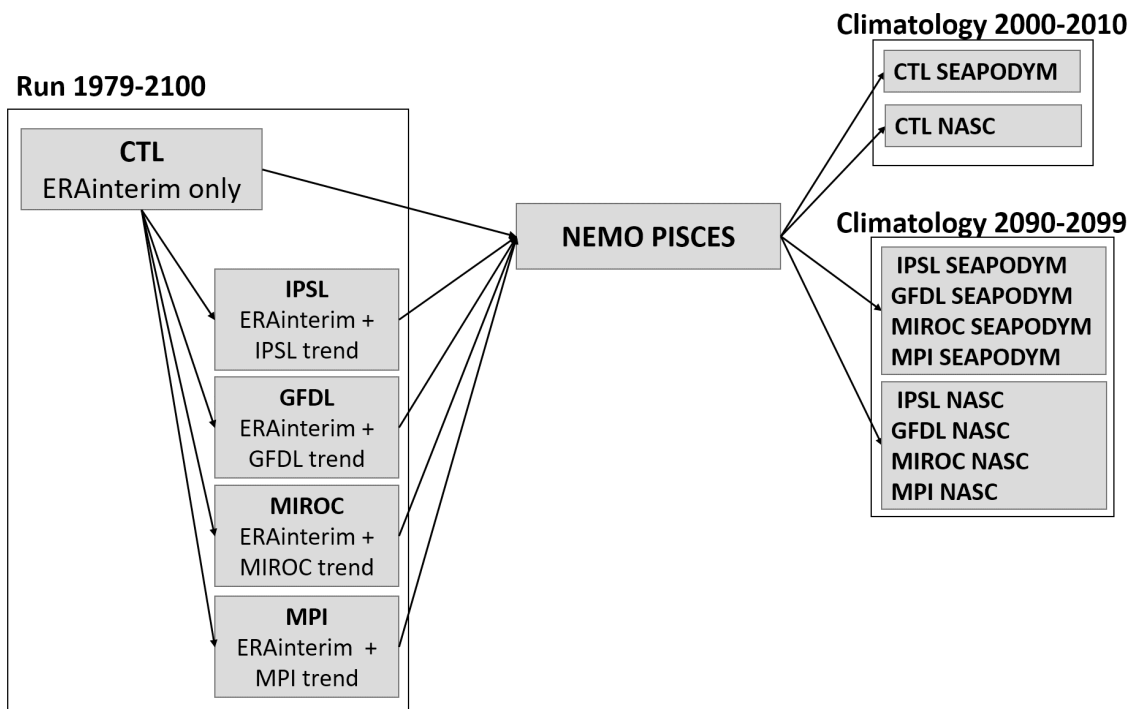 Run 1979-2100
CTL
ERAinterim only
IPSL
ERAinterim +
IPSL trend
GFDL
ERAinterim +
GFDL trend
MIROC
ERAinterim +
MIROC trend
MPI
ERAinterim +
MPI trend
NEMO PISCES
Climatology 2000-2010
CTL SEAPODYM
CTL NASC
Climatology 2090-2099
IPSL SEAPODYM
GFDL SEAPODYM
MIROC SEAPODYM
MPI SEAPODYM
IPSL NASC
GFDL NASC
MIROC NASC
MPI NASC